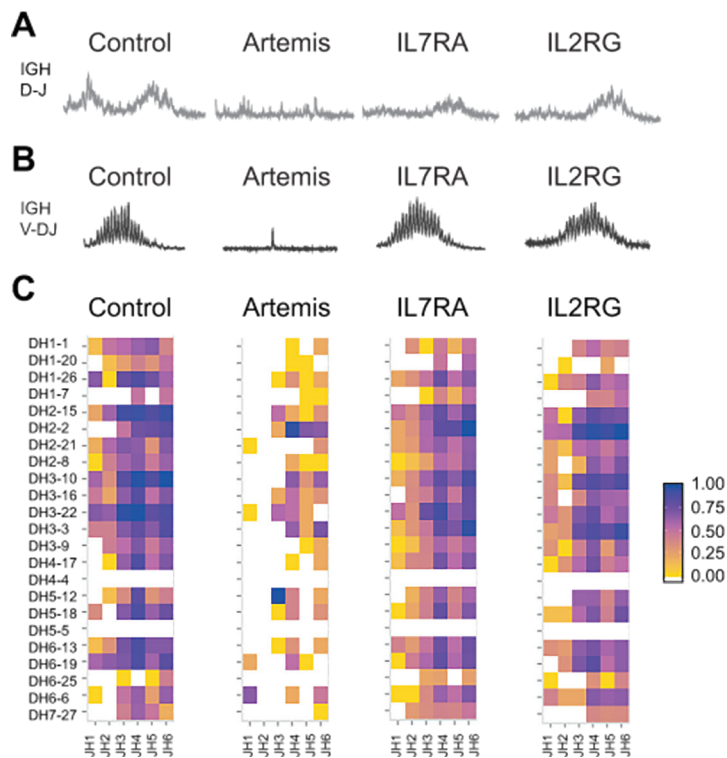 A
Control Artemis IL7RA IL2RG
IGH
D-J
B
Control Artemis IL7RA IL2RG
IGH
V-DJ
C
Control Artemis IL7RA IL2RG
DH1-1
DH1-20
DH1-26
DH1-7
DH2-15
DH2-2
DH2-21
DH2-8
DH3-10
DH3-16
DH3-22
DH3-3
DH3-9
DH4-17
DH4-4
DH5-12
DH5-18
DH5-5
DH6-13
DH6-19
DH6-25
DH6-6
DH7-27
1.00
0.75
0.50
0.25
0.00
JH1 JH2 JH3 JH4 JH5 JH6 JH1 JH2 JH3 JH4 JH5 JH6 JH1 JH2 JH3 JH4 JH5 JH6 JH1 JH2 JH3 JH4 JH5 JH6